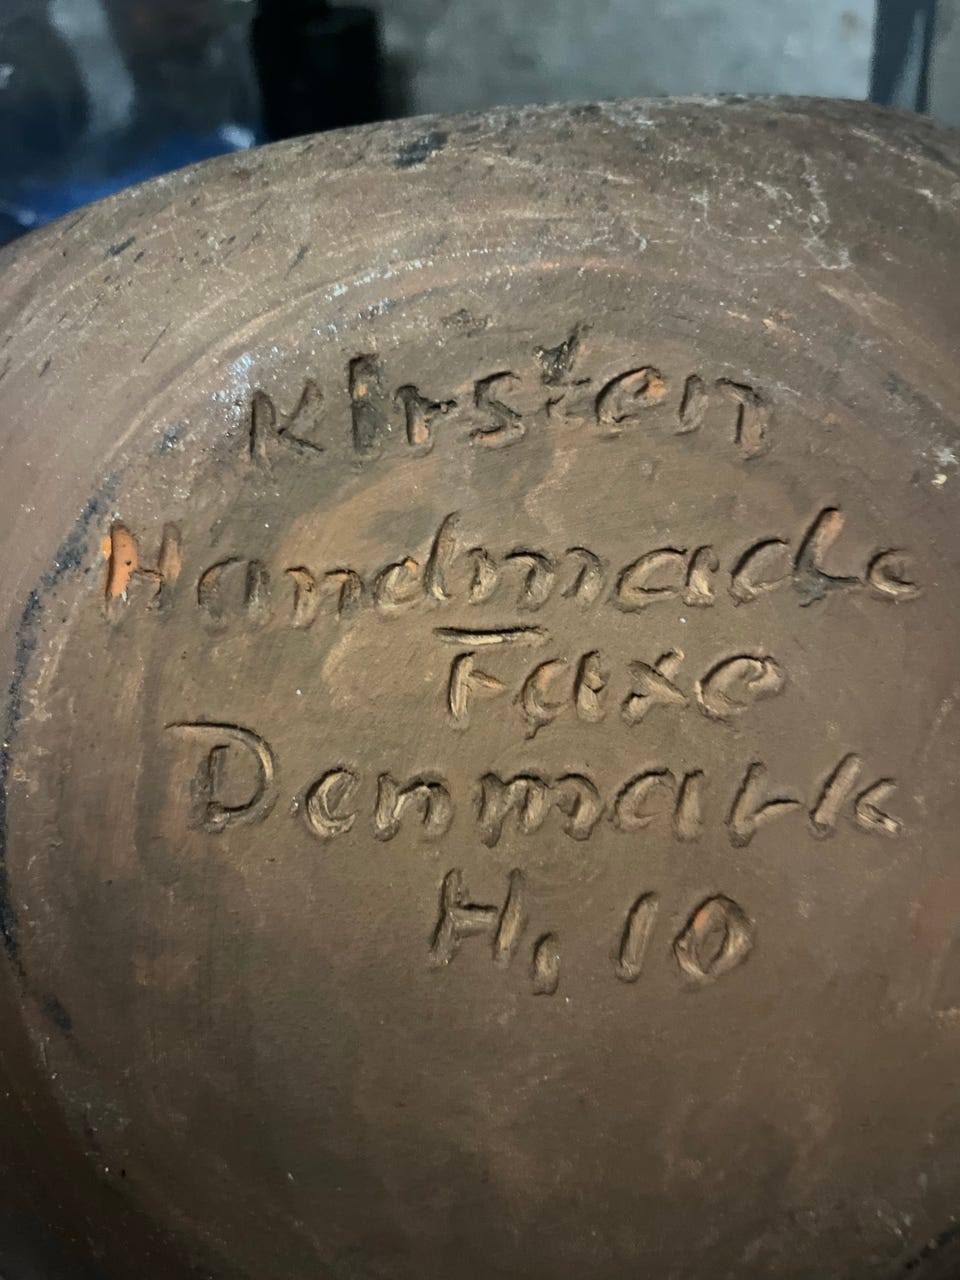 Kirsten
Handmade
Faxe
Denmark
H, 10